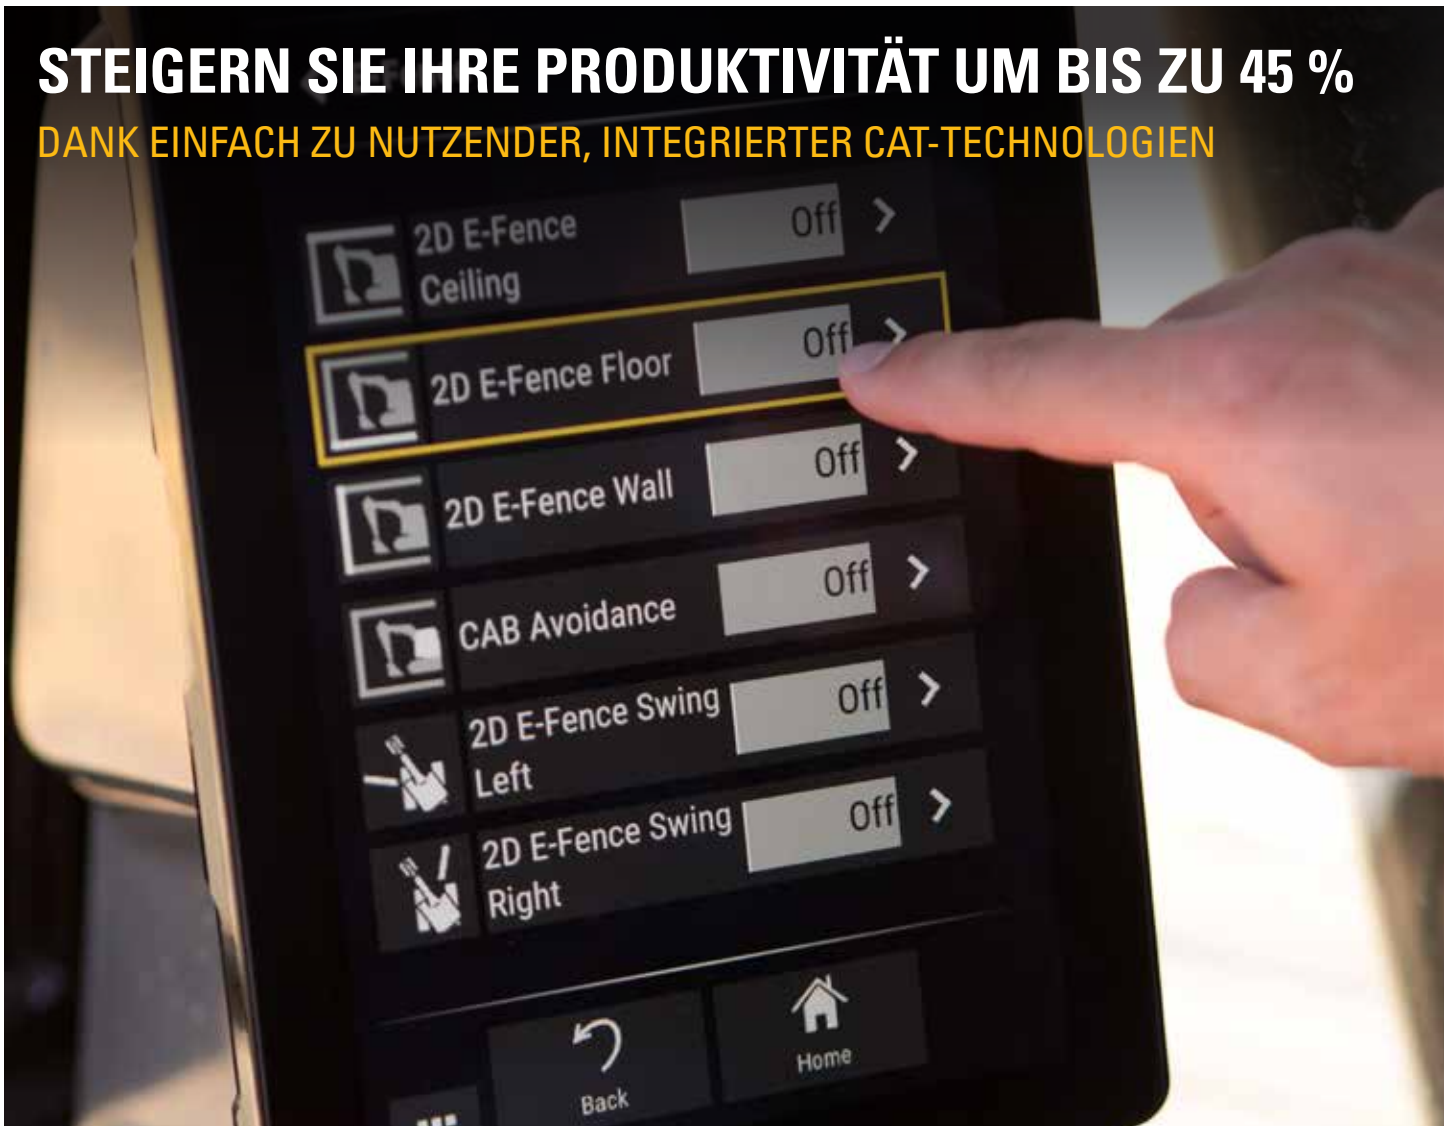 STEIGERN SIE IHRE PRODUKTIVITÄT UM BIS ZU 45 %
DANK EINFACH ZU NUTZENDER, INTEGRIERTER CAT-TECHNOLOGIEN
2D E-Fence
Ceiling
Off
2D E-Fence Floor
Off
2D E-Fence Wall
Off
CAB Avoidance
Off
2D E-Fence Swing
Left
Off
2D E-Fence Swing
Right
Off
Back
Home